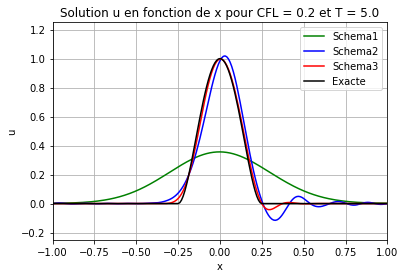 Solution u en fonction de x pour CFL = 0.2 et T = 5.0
1.2
1.0
0.8
0.6
0.4
0.2
0.0
−0.2
u
Schema1
Schema2
Schema3
Exacte
−1.00 −0.75 −0.50 −0.25 0.00 0.25 0.50 0.75 1.00
x